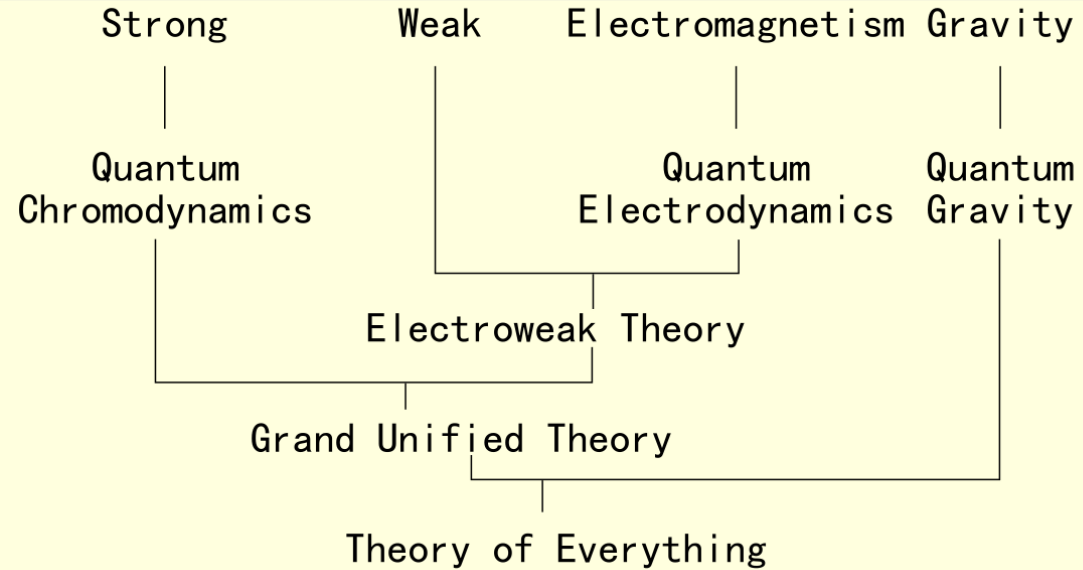 Strong Weak Electromagnetism Gravity
Quantum
Chromodynamics
Quantum
Electrodynamics
Quantum
Gravity
Electroweak Theory
Grand Unified Theory
Theory of Everything